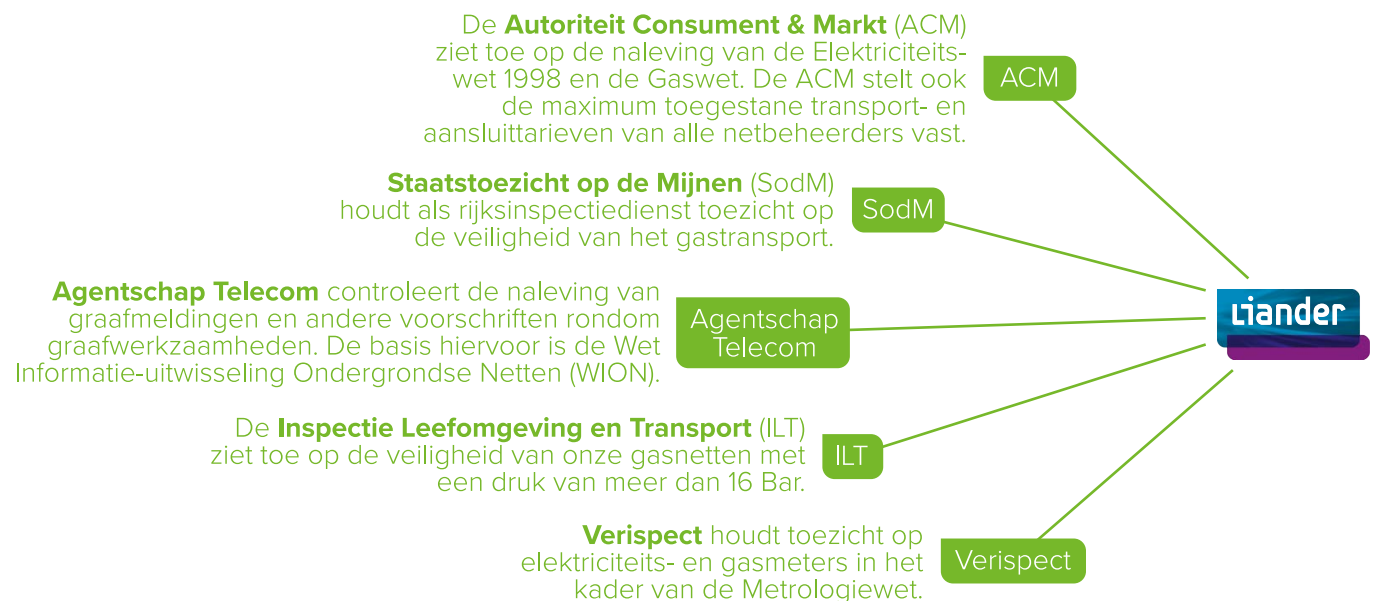 De Autoriteit Consument & Markt (ACM)
ziet toe op de naleving van de Elektriciteits-
wet 1998 en de Gaswet. De ACM stelt ook
de maximum toegestane transport- en
aansluittarieven van alle netbeheerders vast.
ACM
Staatstoezicht op de Mijnen (SodM)
houdt als rijksinspectiedienst toezicht op
de veiligheid van het gastransport.
SodM
Agentschap Telecom controleert de naleving van
graafmeldingen en andere voorschriften rondom
graafwerkzaamheden. De basis hiervoor is de Wet
Informatie-uitwisseling Ondergrondse Netten (WION).
Agentschap
Telecom
liander
De Inspectie Leefomgeving en Transport (ILT)
ziet toe op de veiligheid van onze gasnetten met
een druk van meer dan 16 Bar.
ILT
Verispect houdt toezicht op
elektriciteits- en gasmeters in het
kader van de Metrologiewet.
Verispect